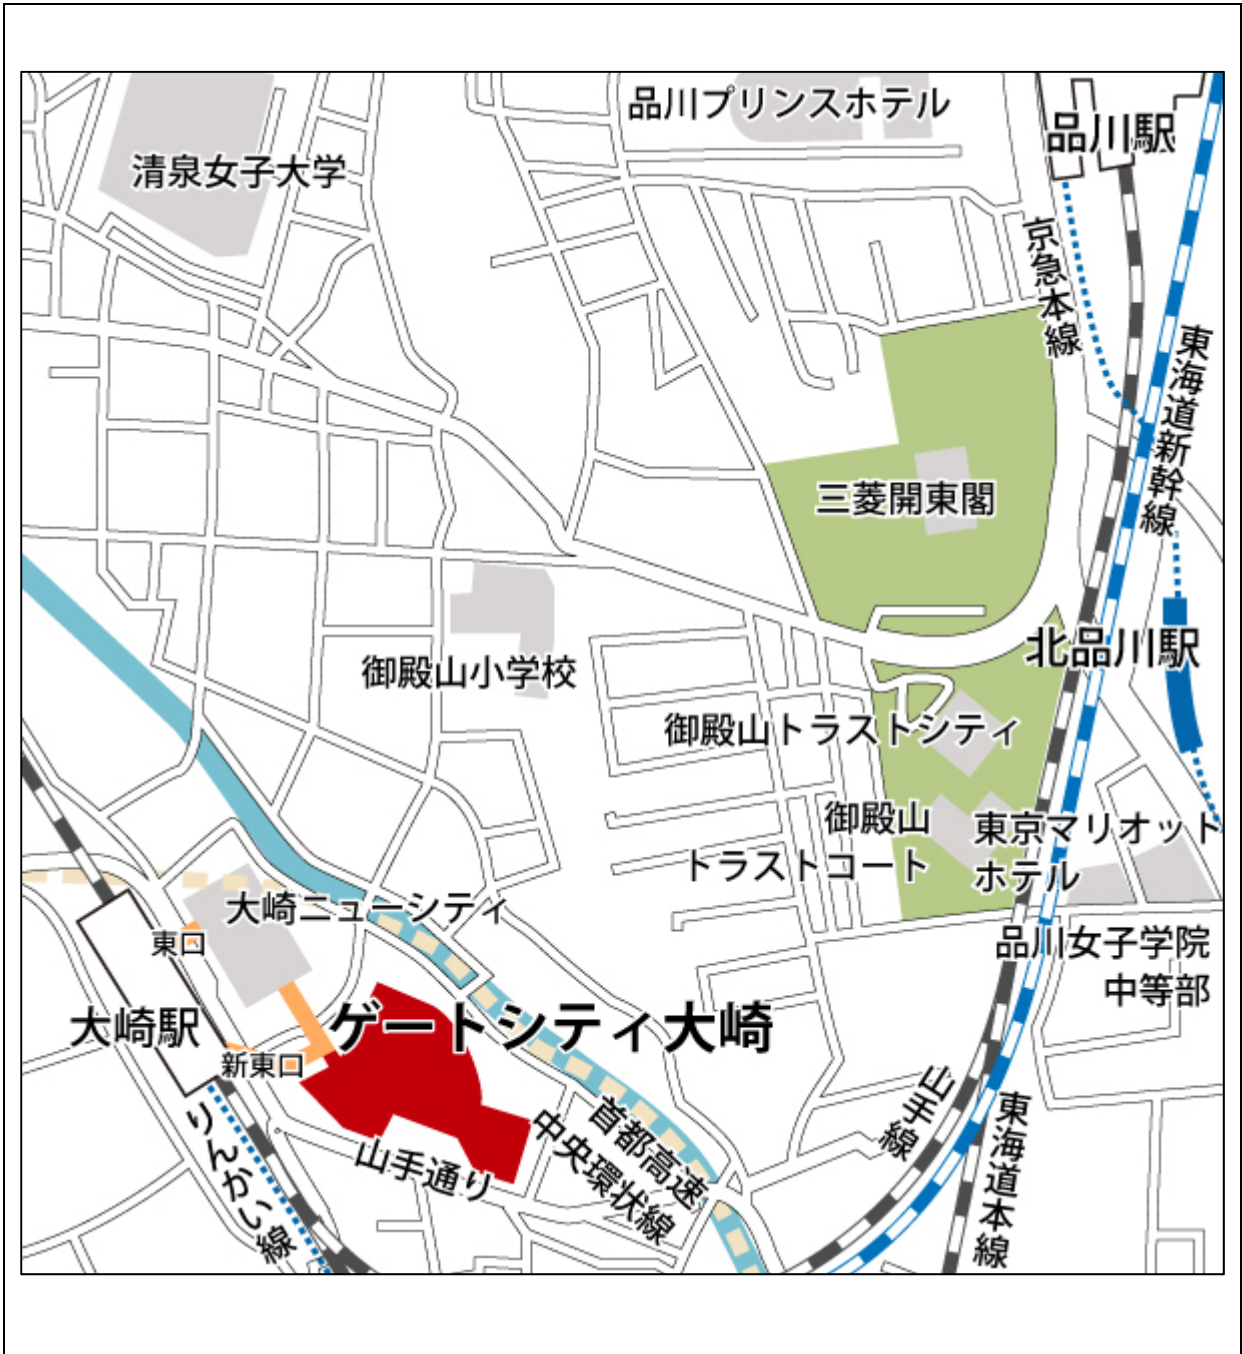 品川プリンスホテル
品川駅
清泉女子大学
京急本線
東海道新幹線
三菱開東閣
北品川駅
御殿山小学校
御殿山トラストシティ
御殿山
トラストコート
東京マリオット
ホテル
大崎ニューシティ
東口
品川女子学院
中等部
大崎駅
ゲートシティ大崎
新東口
山手線
東海道本線
首都高速
中央環状線
山手通り
りんかい線